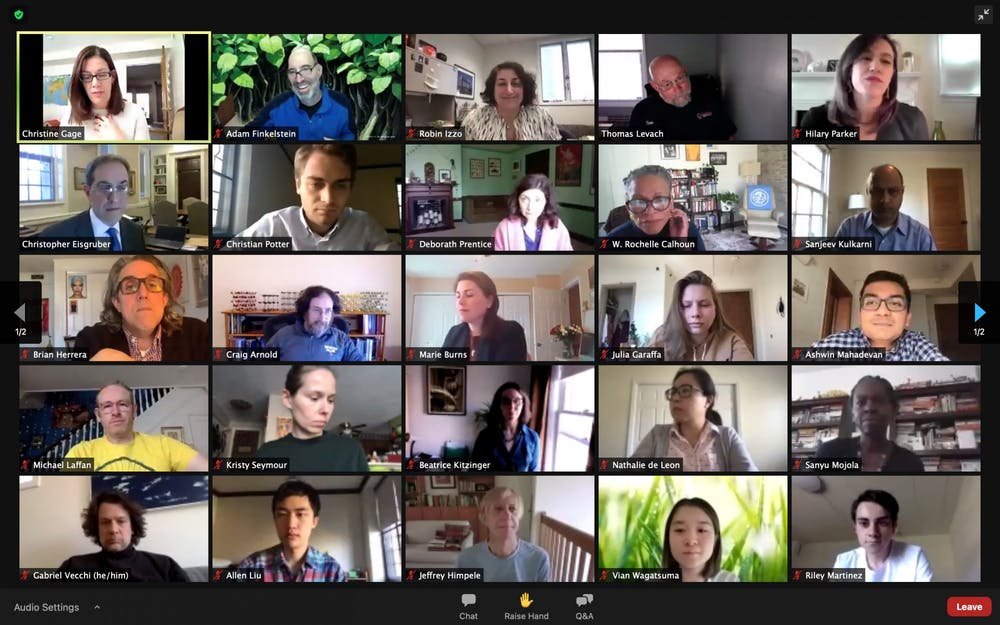 Christine Gage
Adam Finkelstein
Robin Izzo
Thomas Levach
Hilary Parker
Christopher Eisgruber
Christian Potter
Deborath Prentice
W. Rochelle Calhoun
Sanjeev Kulkarni
1/2
Brian Herrera
Craig Arnold
Marie Burns
Julia Garaffa
Ashwin Mahadevan
1/2
Michael Laffan
Kristy Seymour
Beatrice Kitzinger
Nathalie de Leon
Sanyu Mojola
Gabriel Vecchi (he/him)
Allen Liu
Jeffrey Himpele
Vian Wagatsuma
Riley Martinez
Audio Settings
Chat
Raise Hand
Q&A
Leave